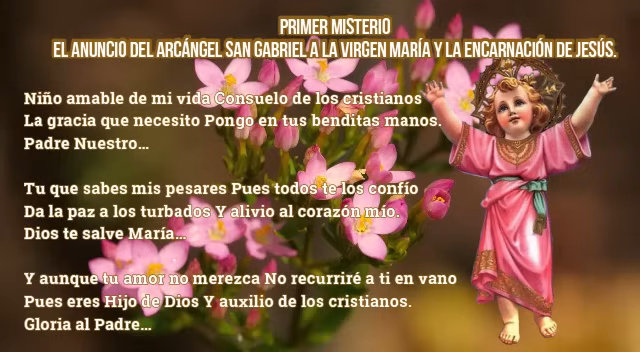 PRIMER MISTERIO
EL ANUNCIO DEL ARCÁNGEL SAN GABRIEL A LA VIRGEN MARÍA Y LA ENCARNACIÓN DE JESÚS.
Niño amable de mi vida Consuelo de los cristianos
La gracia que necesito Pongo en tus benditas manos.
Padre Nuestro...
Tu que sabes mis pesares Pues todos te los confío
Da la paz a los turbados Y alivio al corazón mío.
Dios te salve María...
Y aunque tu amor no merezca No recurriré a ti en vano
Pues eres Hijo de Dios Y auxilio de los cristianos.
Gloria al Padre...